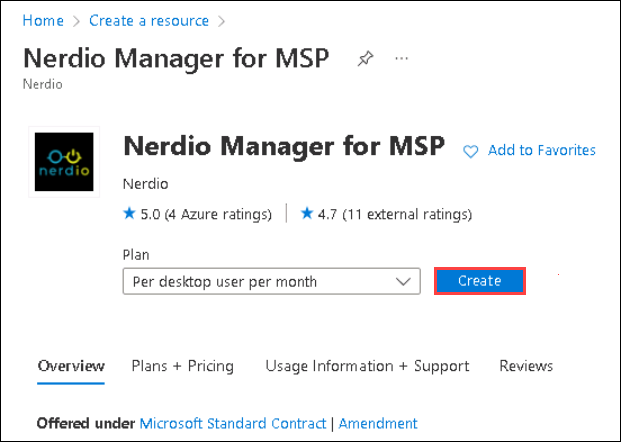 Home > Create a resource >
Nerdio Manager for MSP ...
Nerdio
nerdio
Nerdio Manager for MSP Add to Favorites
Nerdio
5.0 (4 Azure ratings) | 4.7 (11 external ratings)
Plan
Per desktop user per month Create
Overview Plans + Pricing Usage Information + Support Reviews
Offered under Microsoft Standard Contract | Amendment